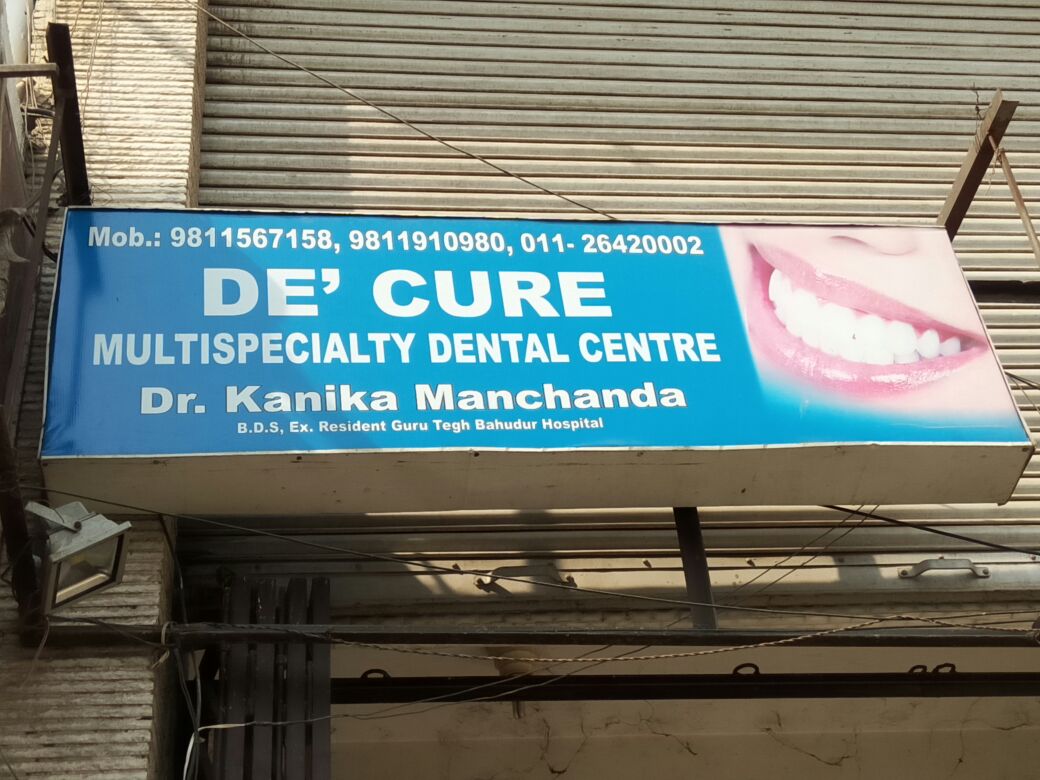 Mob.: 9811567158, 9811910980, 011- 26420002
DE’ CURE
MULTISPECIALTY DENTAL CENTRE
Dr. Kanika Manchanda
B.D.S, Ex. Resident Guru Tegh Bahudur Hospital